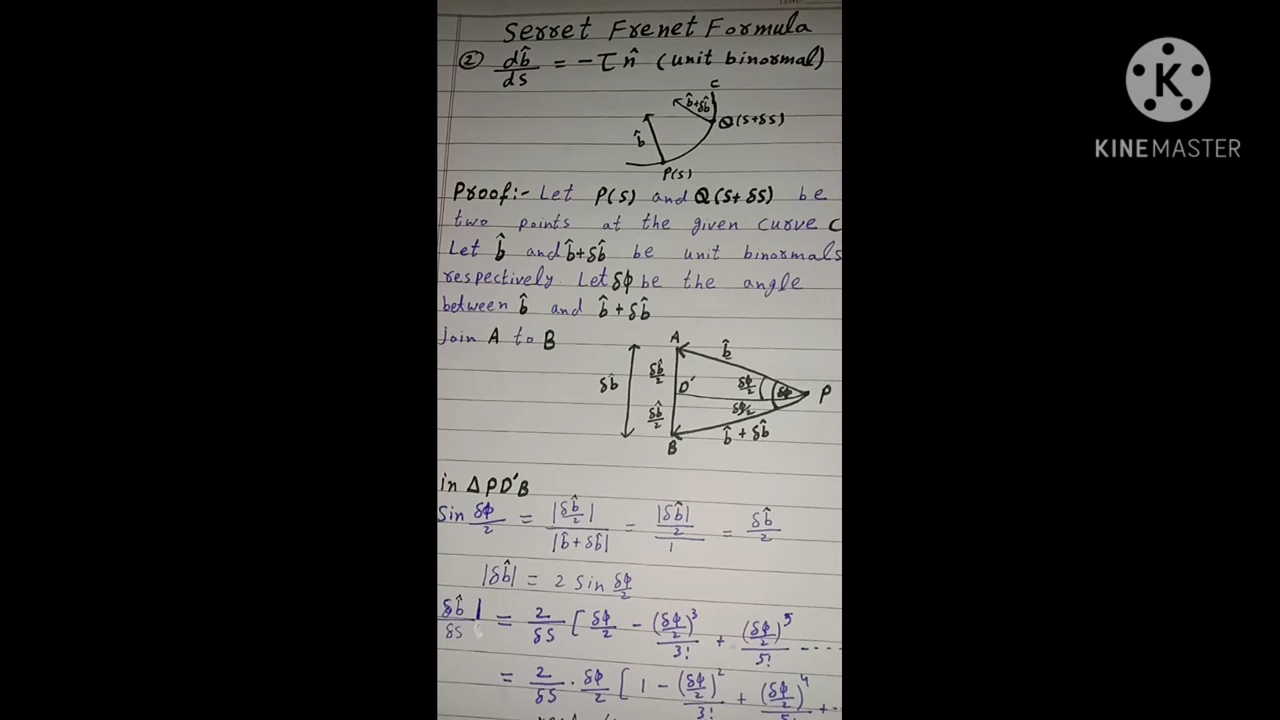 Serret Frenet Formula
② db̂/ds = -τ n̂ (unit binormal)
C
b̂+δb̂
Q(s+δs)
b̂
P(s)
Proof:- Let P(s) and Q(s+δs) be
two points at the given curve C
Let b̂ and b̂+δb̂ be unit binormals
respectively. Let δφ be the angle
between b̂ and b̂+δb̂
join A to B
A
b̂
δb̂
δb̂/2
D'
δφ/2
δφ
P
δb̂/2
δφ/2
B
b̂ + δb̂
in Δ PD'B
Sin δφ/2 = |δb̂/2| / |b̂+δb̂| = (|δb̂|/2)/1 = δb̂/2
|δb̂| = 2 sin δφ/2
δb̂/δs | = 2/δs [ δφ/2 - (δφ/2)³/3! + (δφ/2)⁵/5! ----
= 2/δs . δφ/2 [ 1 - (δφ/2)²/3! + (δφ/2)⁴/5! + ..
K
KINEMASTER